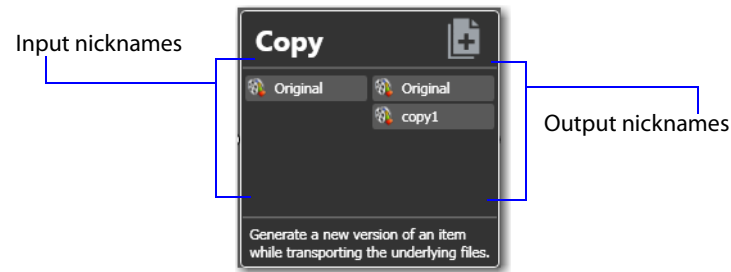 Input nicknames
Copy
Original
Original
copy1
Output nicknames
Generate a new version of an item
while transporting the underlying files.